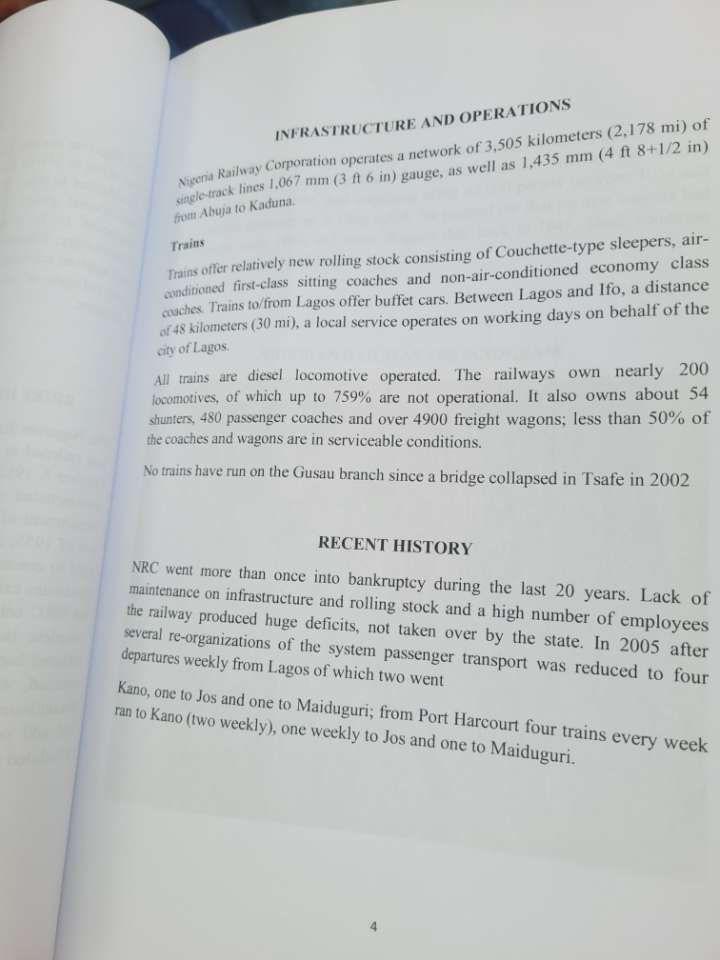 INFRASTRUCTURE AND OPERATIONS
Nigeria Railway Corporation operates a network of 3,505 kilometers (2,178 mi) of
single-track lines 1,067 mm (3 ft 6 in) gauge, as well as 1,435 mm (4 ft 8+1/2 in)
from Abuja to Kaduna.
Trains
Trains offer relatively new rolling stock consisting of Couchette-type sleepers, air-
conditioned first-class sitting coaches and non-air-conditioned economy class
coaches. Trains to/from Lagos offer buffet cars. Between Lagos and Ifo, a distance
of 48 kilometers (30 mi), a local service operates on working days on behalf of the
city of Lagos.
All trains are diesel locomotive operated. The railways own nearly 200
locomotives, of which up to 759% are not operational. It also owns about 54
shunters, 480 passenger coaches and over 4900 freight wagons; less than 50% of
the coaches and wagons are in serviceable conditions.
No trains have run on the Gusau branch since a bridge collapsed in Tsafe in 2002
RECENT HISTORY
NRC went more than once into bankruptcy during the last 20 years. Lack of
maintenance on infrastructure and rolling stock and a high number of employees
the railway produced huge deficits, not taken over by the state. In 2005 after
several re-organizations of the system passenger transport was reduced to four
departures weekly from Lagos of which two went
Kano, one to Jos and one to Maiduguri; from Port Harcourt four trains every week
ran to Kano (two weekly), one weekly to Jos and one to Maiduguri.
4